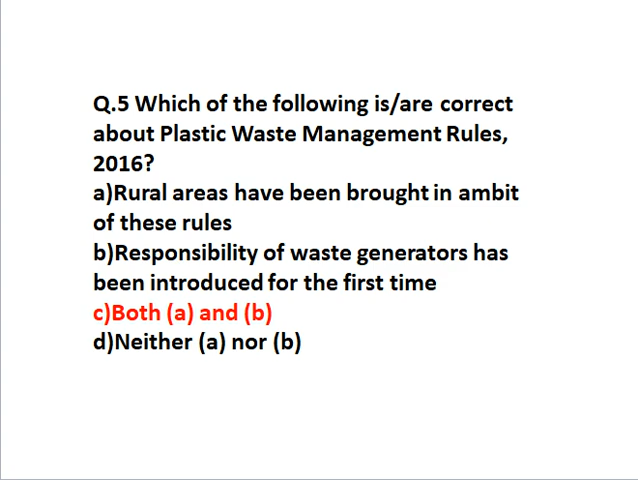 Q.5 Which of the following is/are correct
about Plastic Waste Management Rules,
2016?
a)Rural areas have been brought in ambit
of these rules
b)Responsibility of waste generators has
been introduced for the first time
c)Both (a) and (b)
d)Neither (a) nor (b)